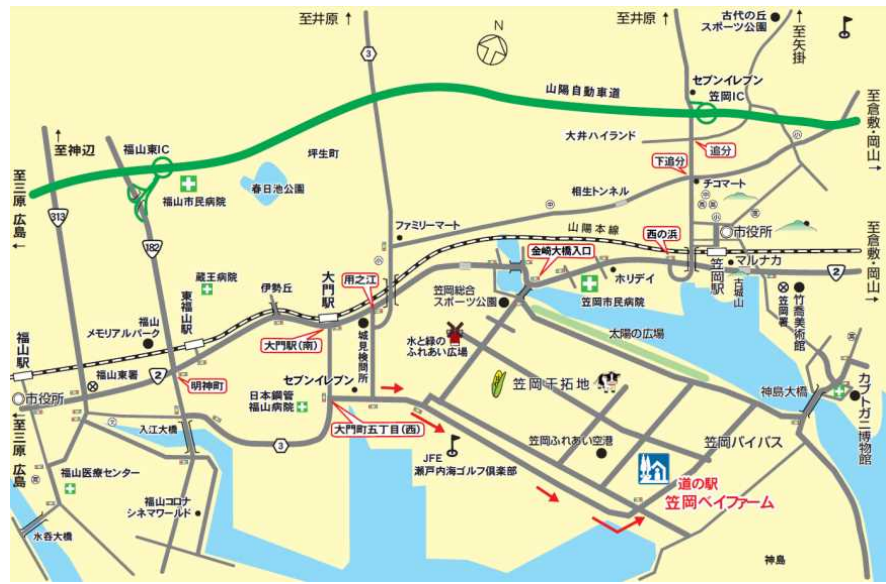 至井原↑
至井原↑
古代の丘
スポーツ公園
↑至矢掛
N
3
セブンイレブン
笠岡IC
山陽自動車道
至倉敷・岡山→
↑至神辺
福山東IC
坪生町
大井ハイランド
追分
下追分
小
至三原 広島←
313
福山市民病院
春日池公園
相生トンネル
中
チコマート
182
ファミリーマート
山陽本線
西の浜
市役所
至倉敷・岡山→
小
金崎大橋入口
笠岡駅
マルナカ
蔵王病院
伊勢丘
大門駅
用之江
ホリデイ
2
古城山
笠岡総合
スポーツ公園
笠岡市民病院
笠岡署
竹喬美術館
東福山駅
城見検問所
福山
メモリアルパーク
大門駅(南)
水と緑の
ふれあい広場
太陽の広場
福山駅
福山東署
2
明神町
セブンイレブン
笠岡干拓地
神島大橋
カブトガニ博物館
市役所
日本鋼管
福山病院
入江大橋
3
大門町五丁目(西)
笠岡ふれあい空港
笠岡バイパス
至三原 広島←
福山医療センター
JFE
瀬戸内海ゴルフ倶楽部
道の駅
笠岡ベイファーム
福山コロナ
シネマワールド
水呑大橋
神島